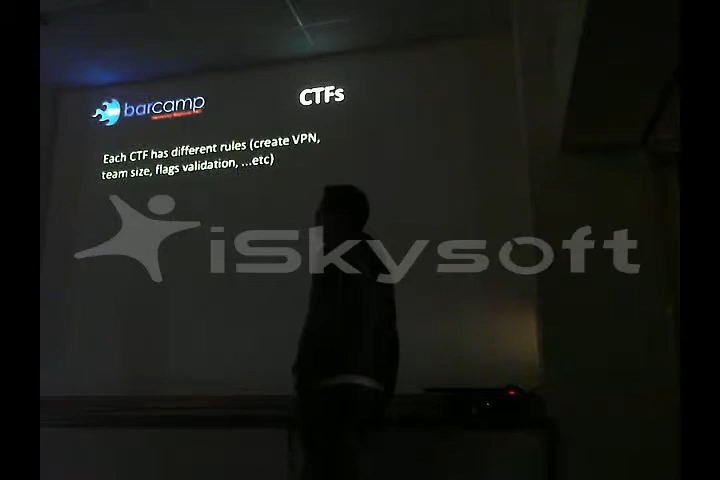 barcamp
CTFs
Each CTF has different rules (create VPN,
team size, flags validation, ...etc)
iSkysoft